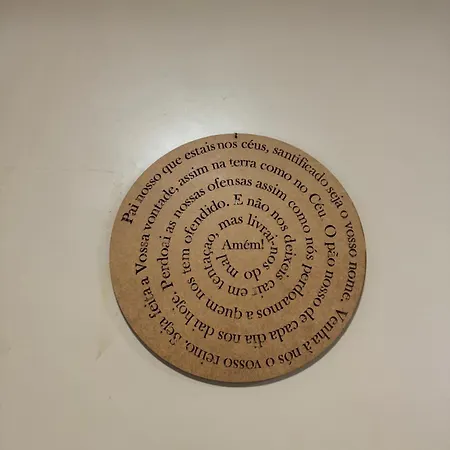 Pai nosso que estais nos céus, santificado seja o vosso nome. Venha à nós o vosso reino. Seja feita a Vossa vontade, assim na terra como no Céu. O pão nosso de cada dia nos dai hoje. Perdoai as nossas ofensas assim como nós perdoamos a quem nos tem ofendido. E não nos deixeis cair em tentação, mas livrai-nos do mal
Amém!